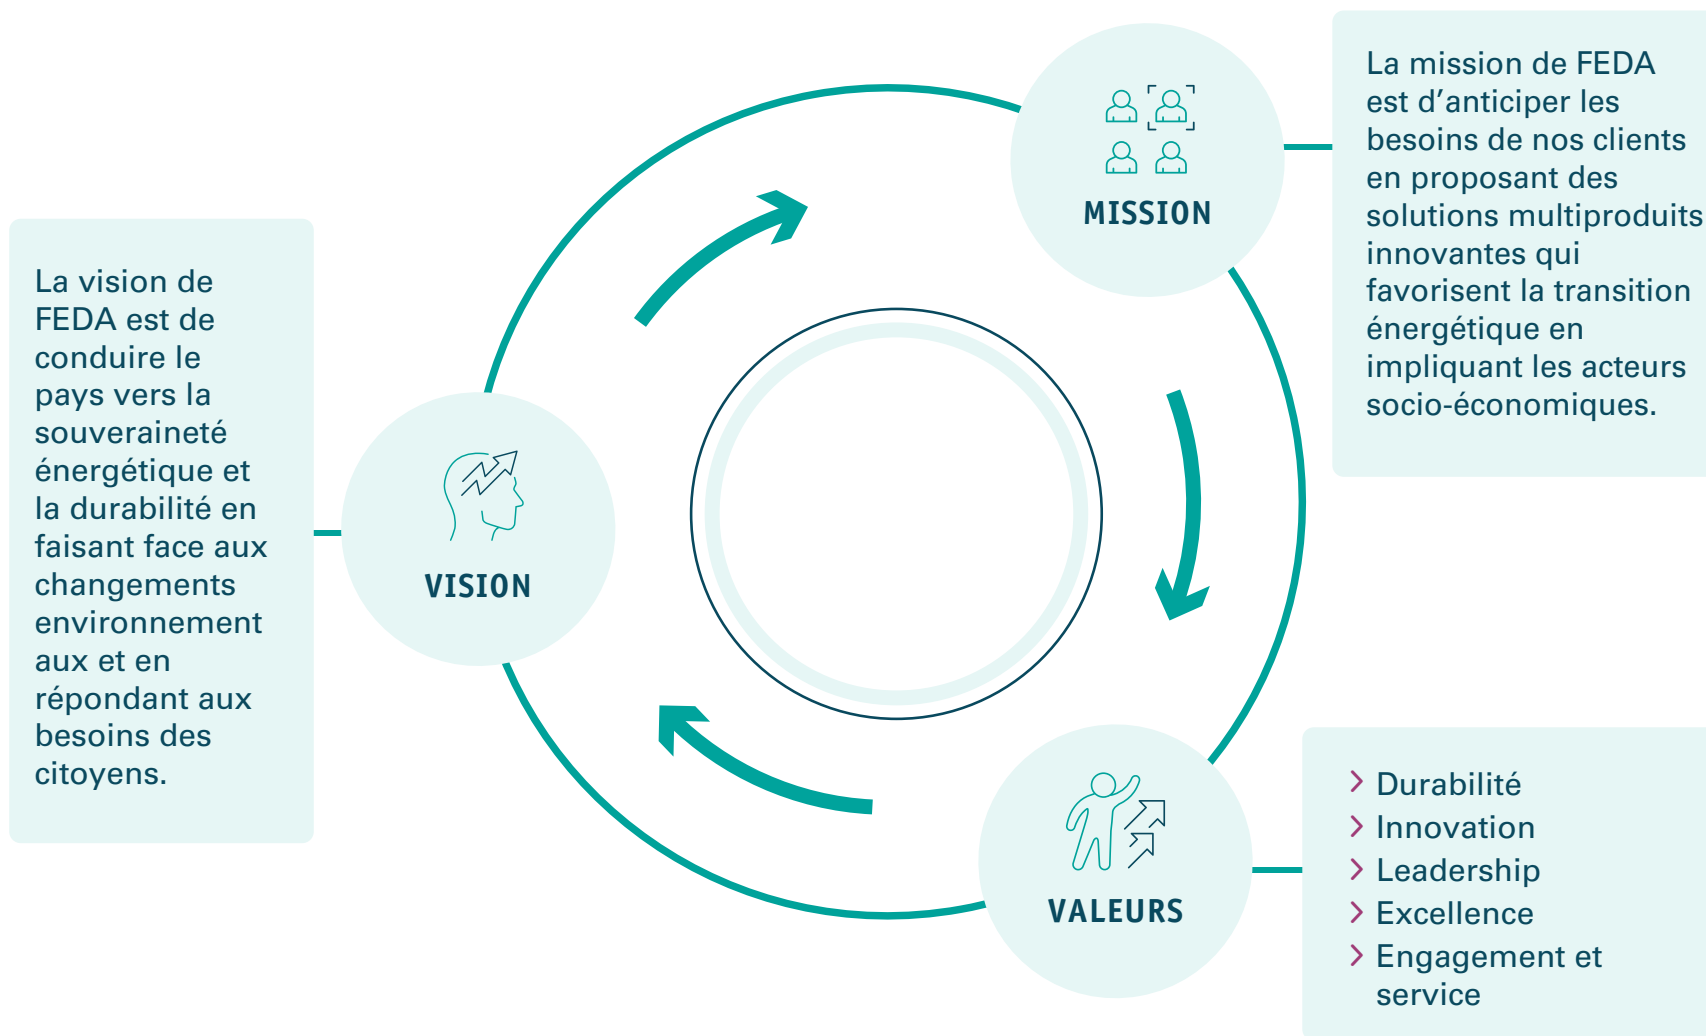 La mission de FEDA
est d’anticiper les
besoins de nos clients
en proposant des
solutions multiproduits
innovantes qui
favorisent la transition
énergétique en
impliquant les acteurs
socio-économiques.
MISSION
La vision de
FEDA est de
conduire le
pays vers la
souveraineté
énergétique et
la durabilité en
faisant face aux
changements
environnement
aux et en
répondant aux
besoins des
citoyens.
VISION
VALEURS
Durabilité
Innovation
Leadership
Excellence
Engagement et
service